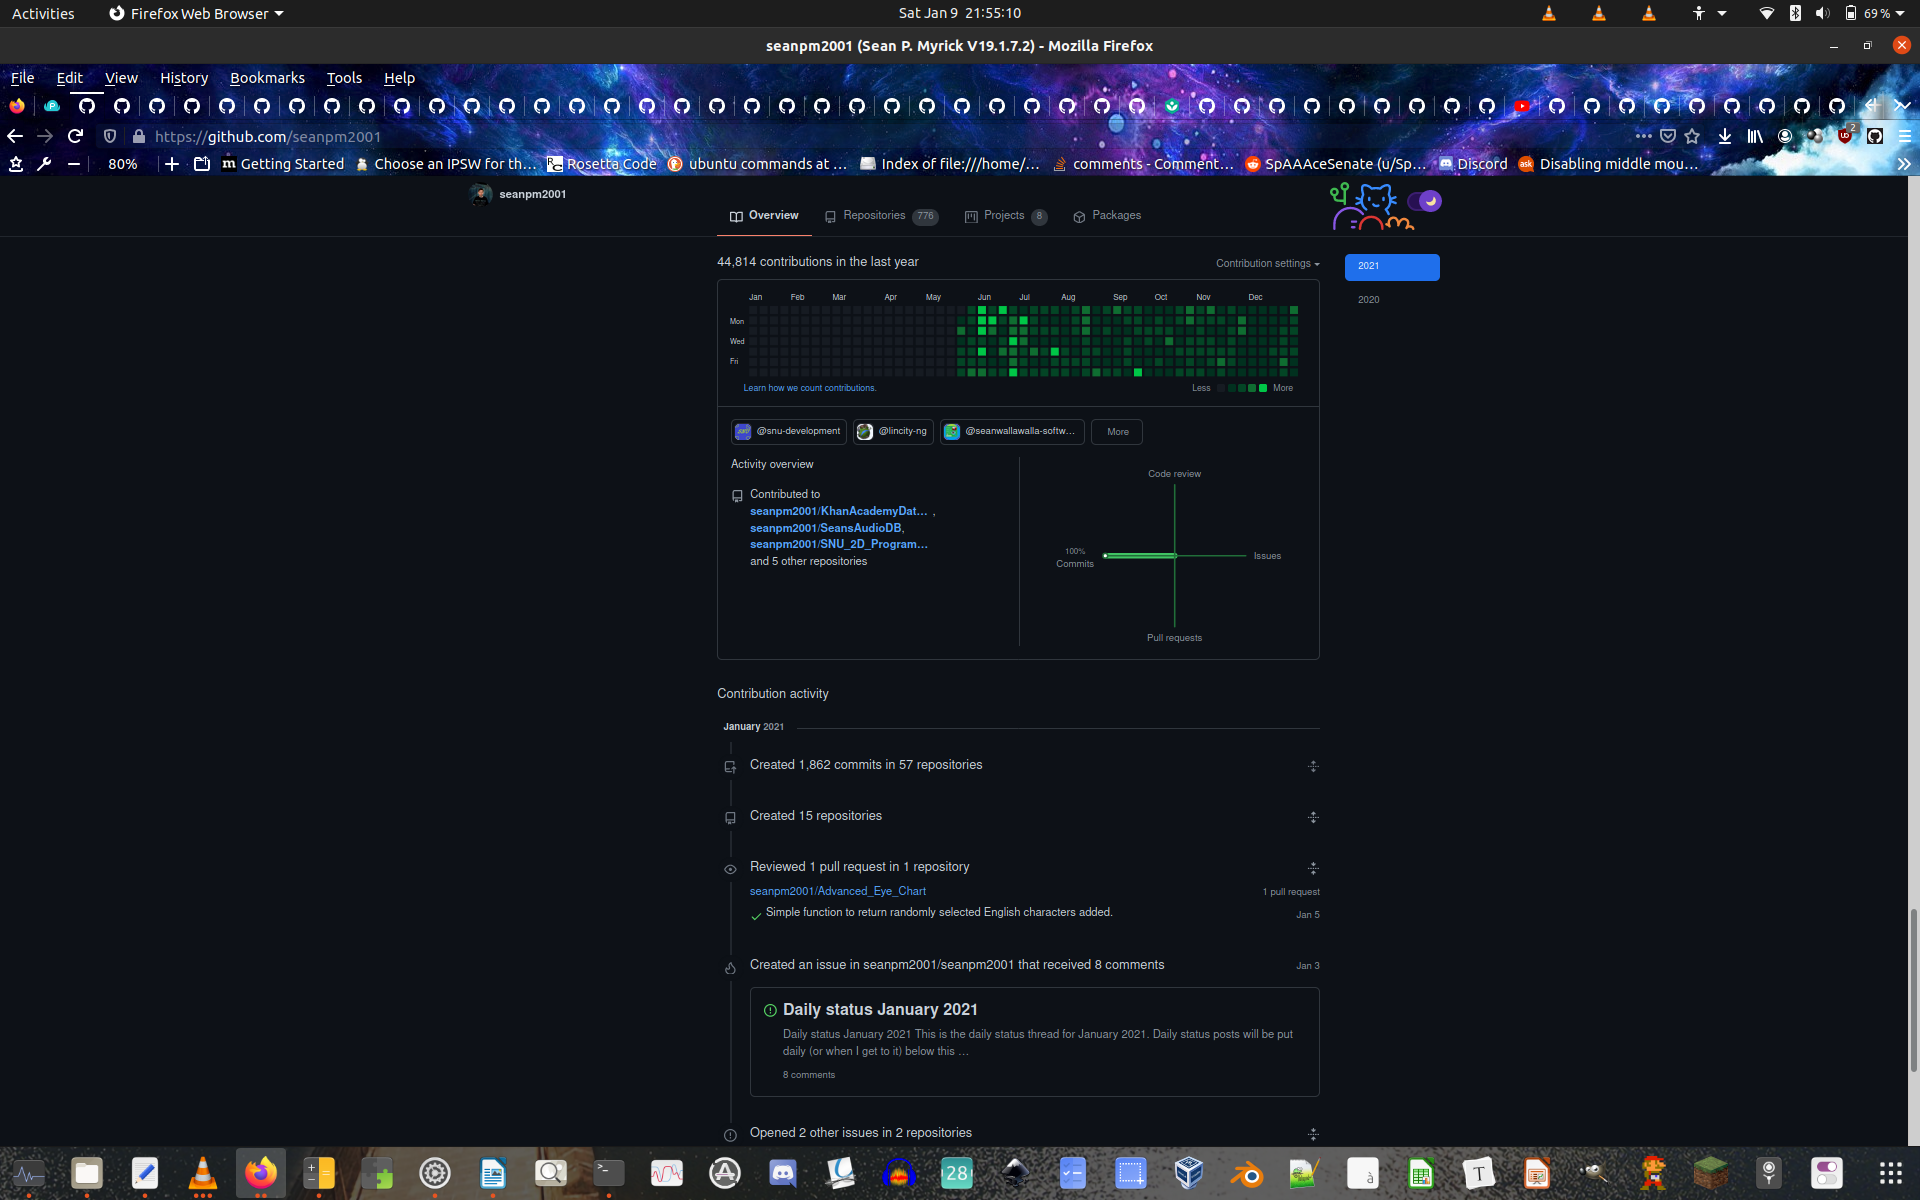 Activities Firefox Web Browser Sat Jan 9 21:55:10 69 %
seanpm2001 (Sean P. Myrick V19.1.7.2) - Mozilla Firefox
File Edit View History Bookmarks Tools Help
https://github.com/seanpm2001 2
80% Getting Started Choose an IPSW for th… Rosetta Code ubuntu commands at … Index of file:///home/… comments - Comment… SpAAAceSenate (u/Sp… Discord Disabling middle mou…
seanpm2001
Overview Repositories 776 Projects 8 Packages
44,814 contributions in the last year Contribution settings
2021
2020
Jan Feb Mar Apr May Jun Jul Aug Sep Oct Nov Dec
Mon
Wed
Fri
Learn how we count contributions. Less More
@snu-development @lincity-ng @seanwallawalla-softw... More
Activity overview
Contributed to
seanpm2001/KhanAcademyDat… ,
seanpm2001/SeansAudioDB,
seanpm2001/SNU_2D_Program…
and 5 other repositories
Code review
100%
Commits
Issues
Pull requests
Contribution activity
January 2021
Created 1,862 commits in 57 repositories
Created 15 repositories
Reviewed 1 pull request in 1 repository
seanpm2001/Advanced_Eye_Chart 1 pull request
Simple function to return randomly selected English characters added. Jan 5
Created an issue in seanpm2001/seanpm2001 that received 8 comments Jan 3
Daily status January 2021
Daily status January 2021 This is the daily status thread for January 2021. Daily status posts will be put
daily (or when I get to it) below this …
8 comments
Opened 2 other issues in 2 repositories
28